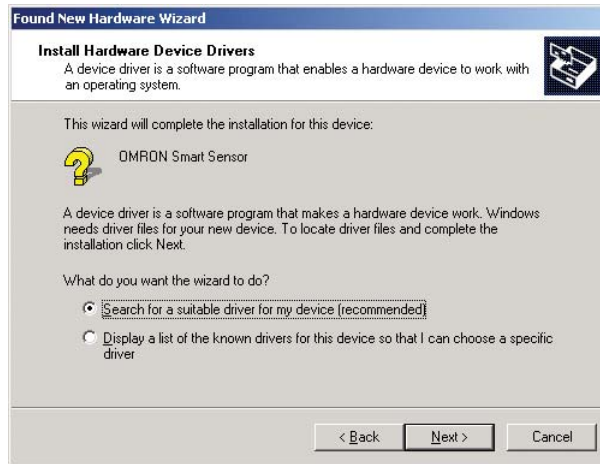 Found New Hardware Wizard
Install Hardware Device Drivers
A device driver is a software program that enables a hardware device to work with
an operating system.
This wizard will complete the installation for this device:
OMRON Smart Sensor
A device driver is a software program that makes a hardware device work. Windows
needs driver files for your new device. To locate driver files and complete the
installation click Next.
What do you want the wizard to do?
Search for a suitable driver for my device (recommended)
Display a list of the known drivers for this device so that I can choose a specific
driver
< Back Next > Cancel